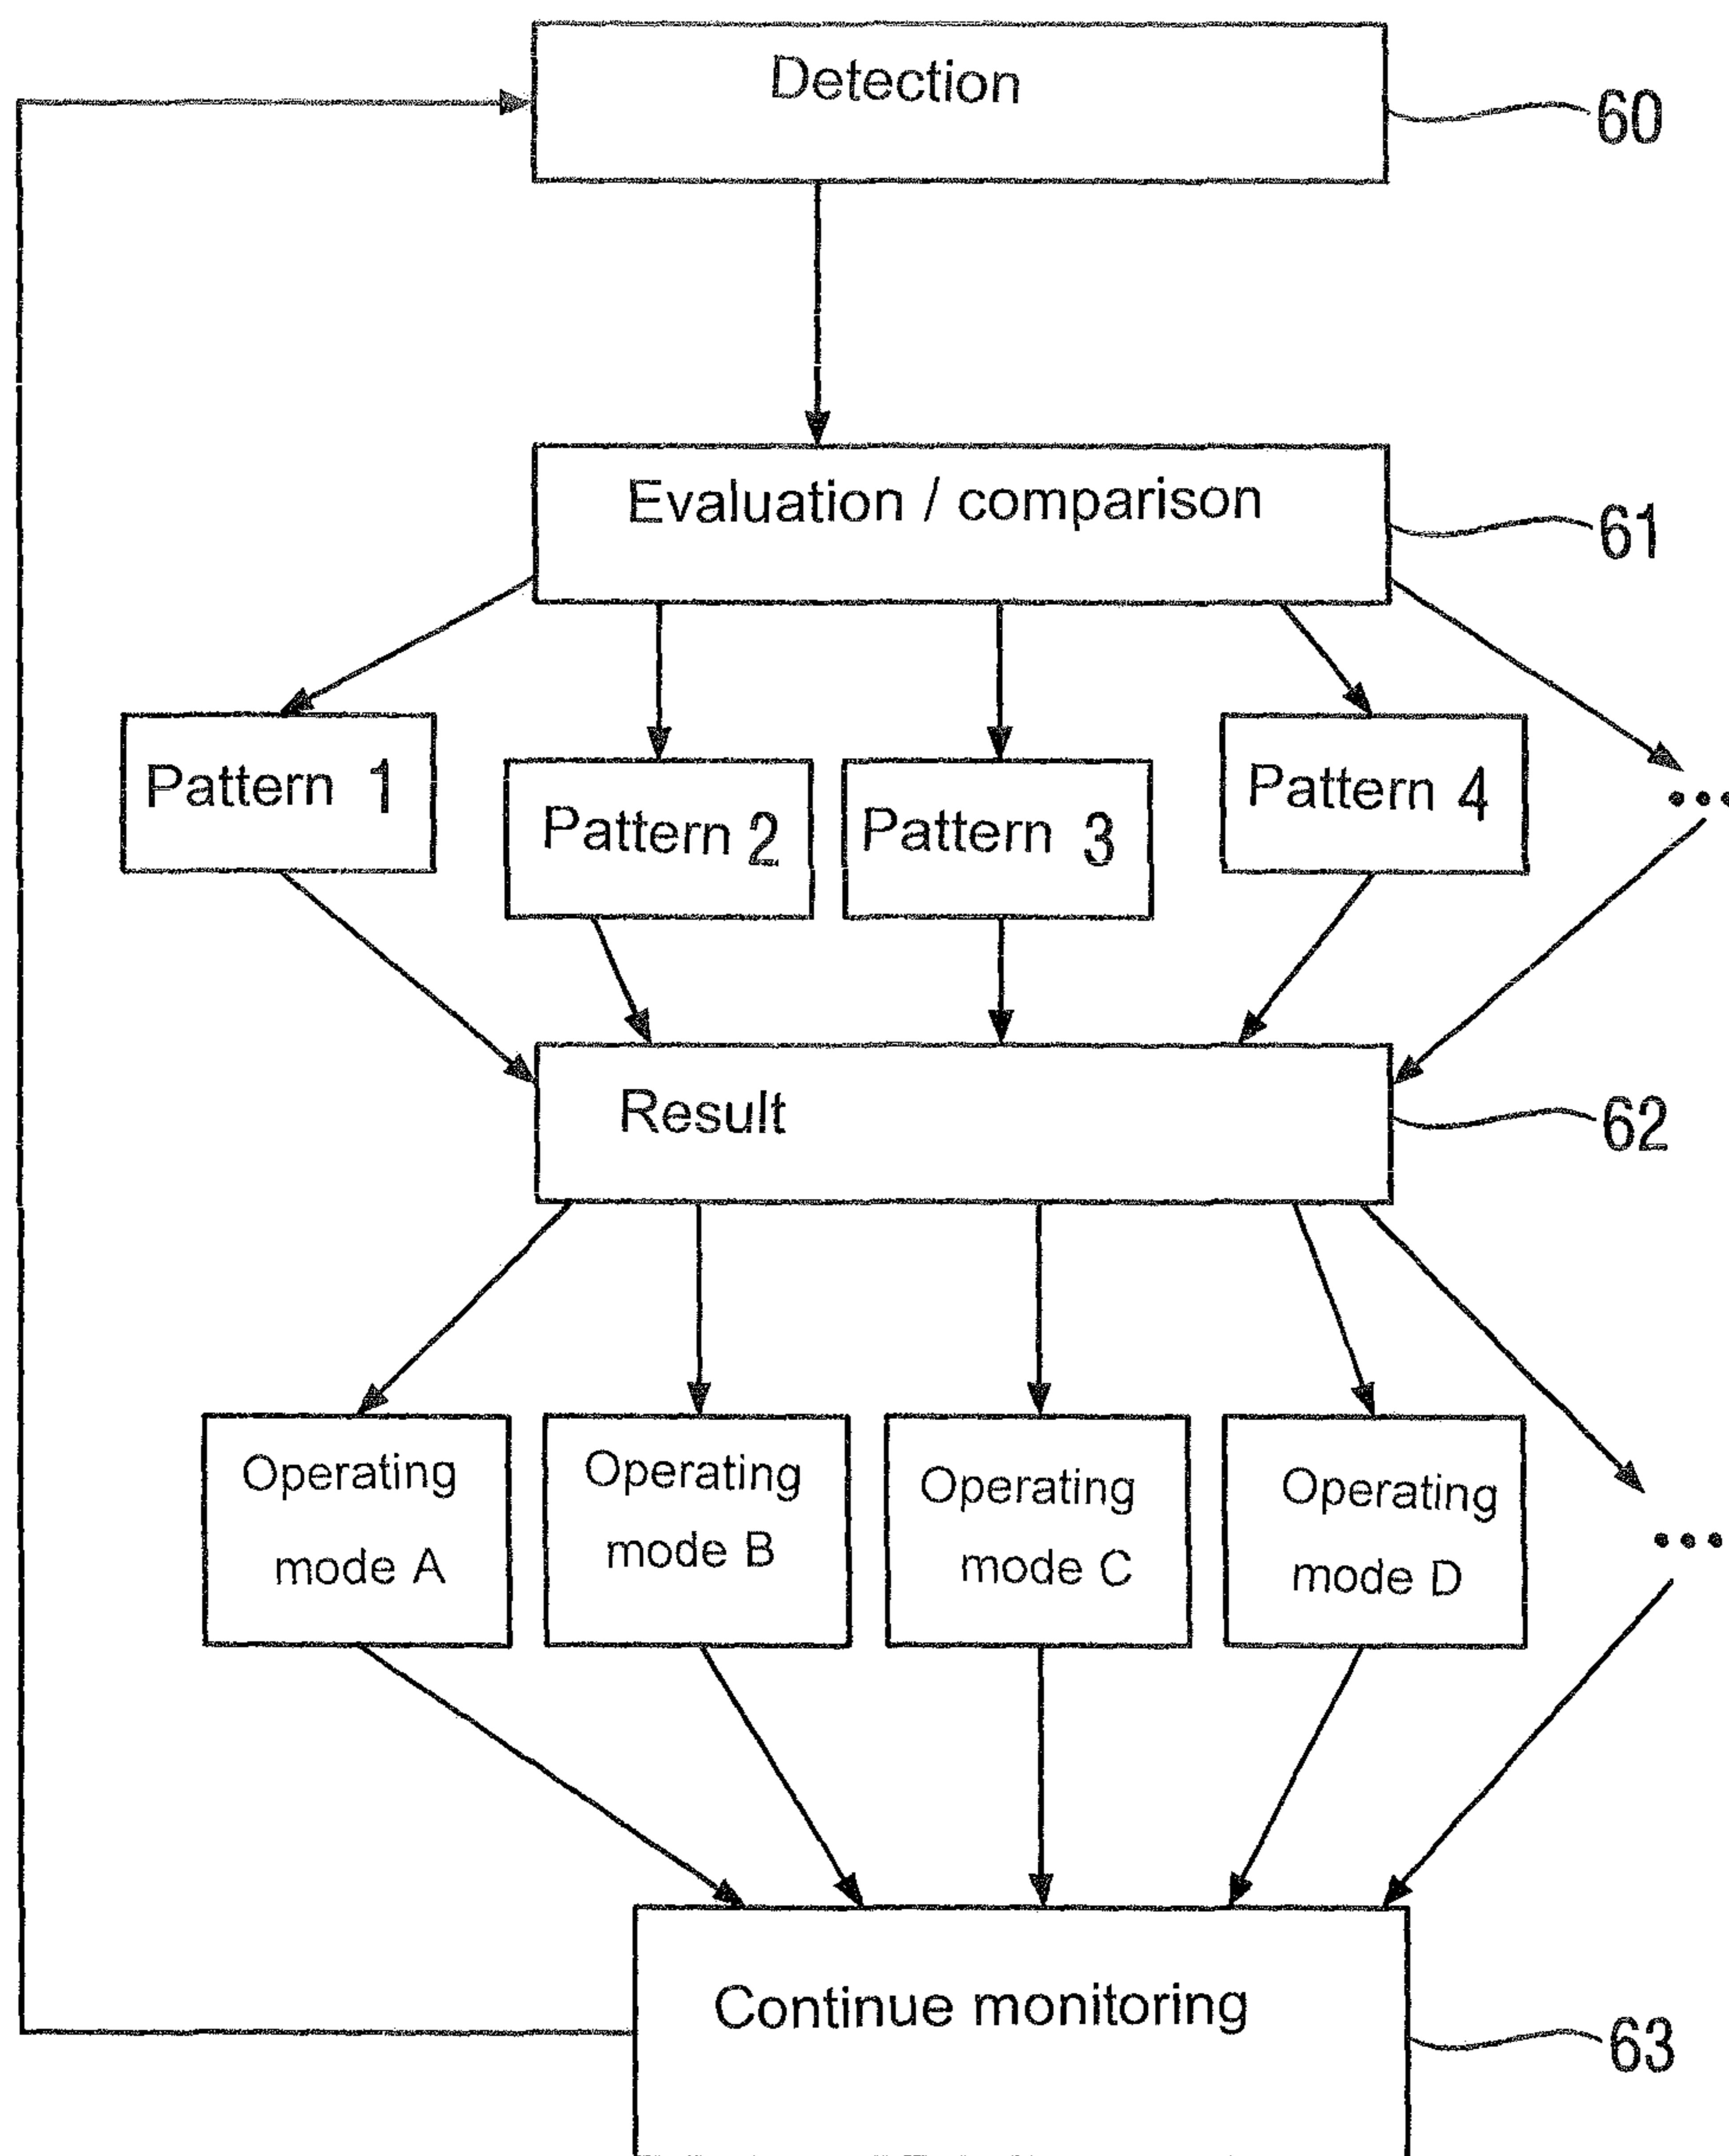 Detection
60
Evaluation / comparison
61
Pattern 1
Pattern 2
Pattern 3
Pattern 4
...
Result
62
Operating
mode A
Operating
mode B
Operating
mode C
Operating
mode D
...
Continue monitoring
63